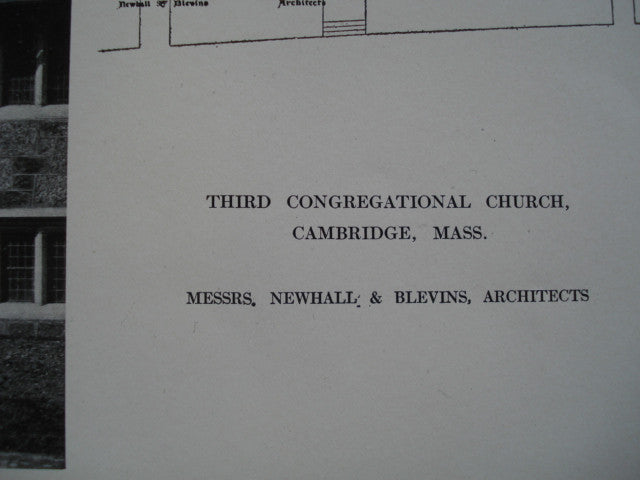 Newhall & Blevins Architects
THIRD CONGREGATIONAL CHURCH,
CAMBRIDGE, MASS.
MESSRS. NEWHALL & BLEVINS, ARCHITECTS